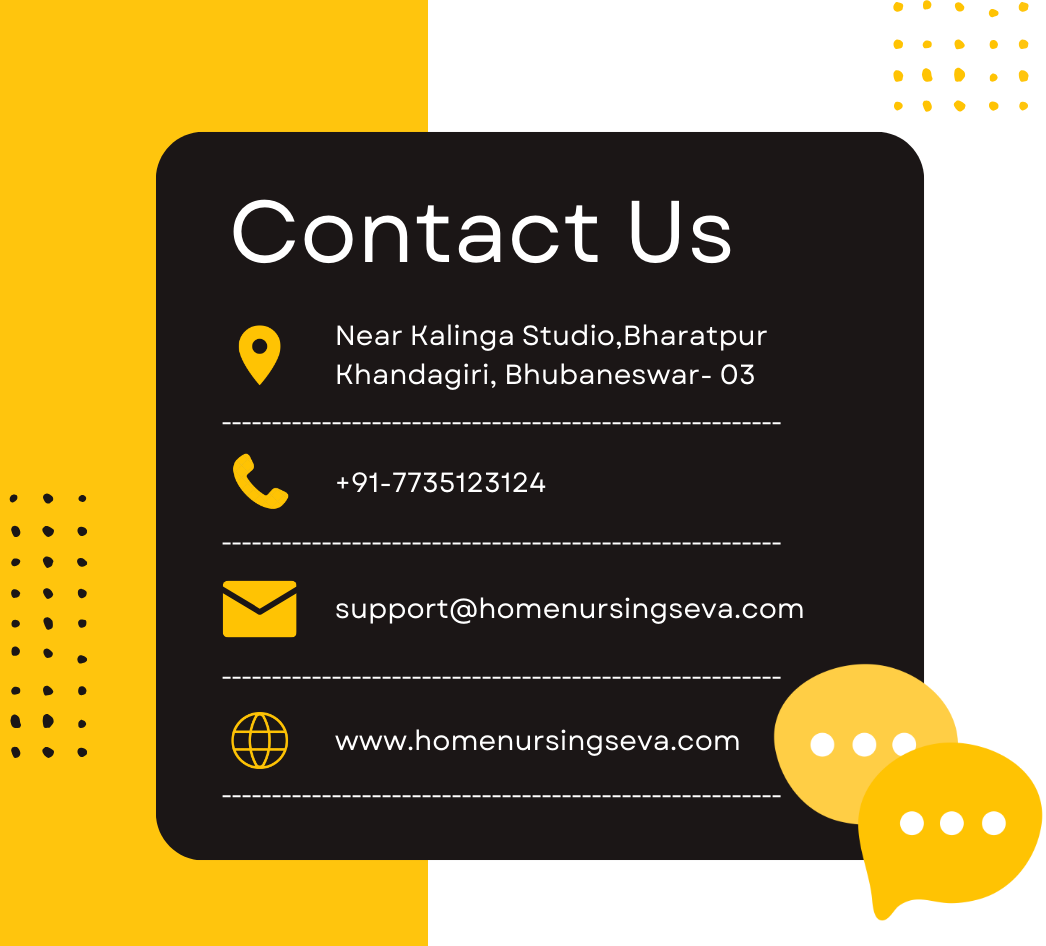 Contact Us
Near Kalinga Studio,Bharatpur
Khandagiri, Bhubaneswar- 03
+91-7735123124
support@homenursingseva.com
www.homenursingseva.com